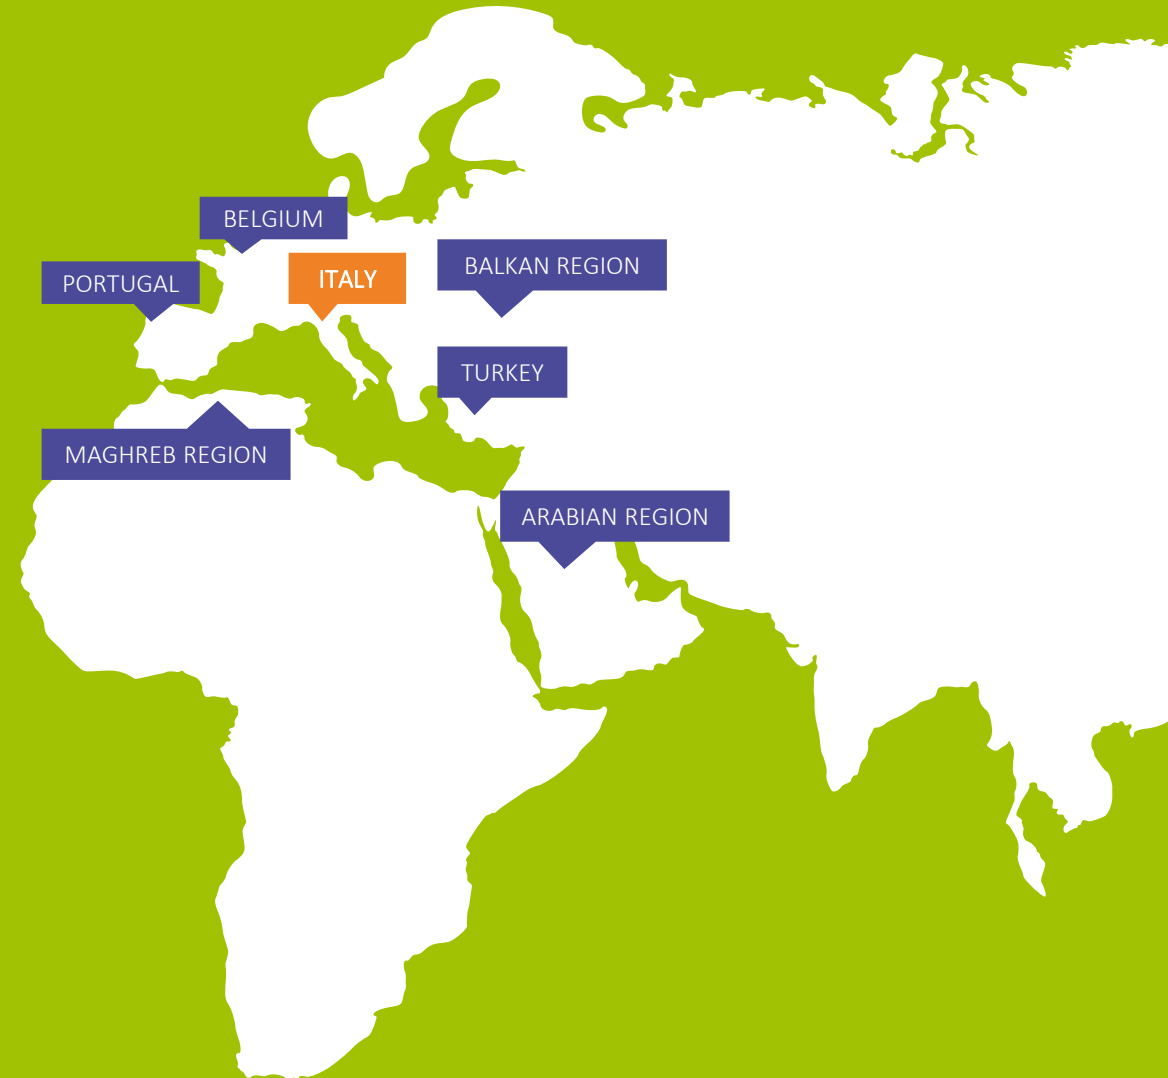 BELGIUM
PORTUGAL
ITALY
BALKAN REGION
TURKEY
MAGHREB REGION
ARABIAN REGION